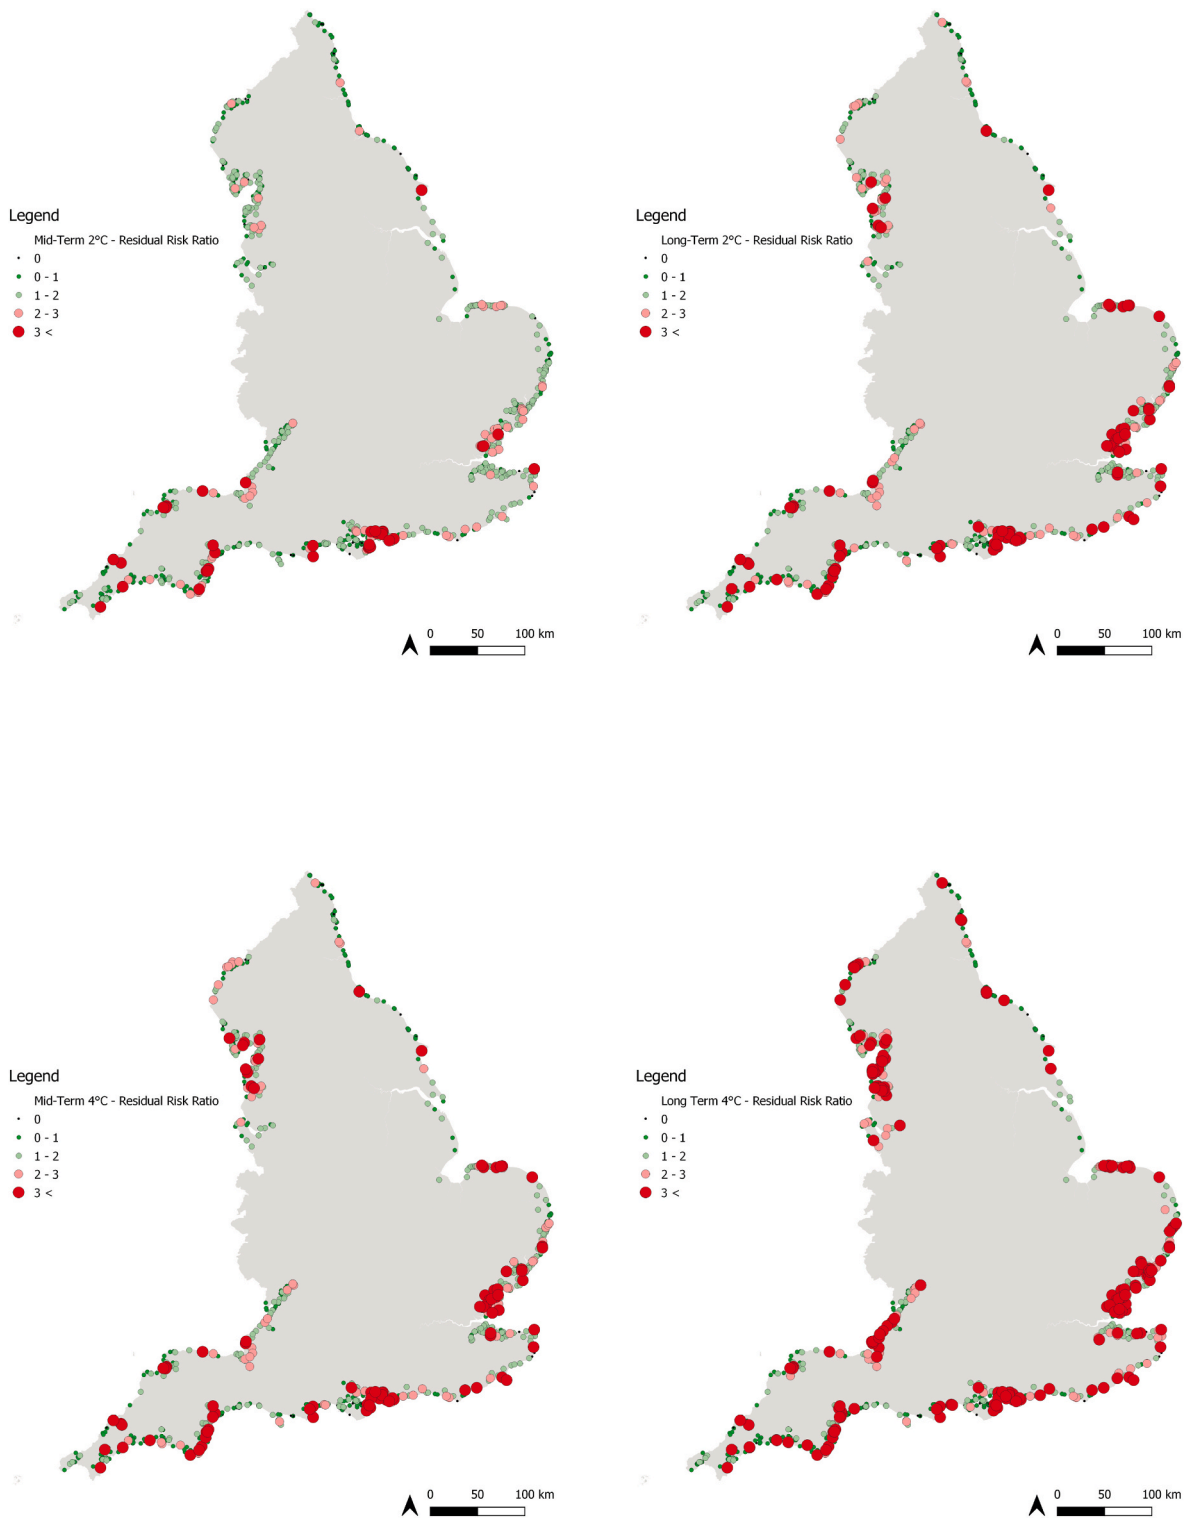 Legend
Mid-Term 2°C - Residual Risk Ratio
0
0 - 1
1 - 2
2 - 3
3 <
0 50 100 km
Legend
Long-Term 2°C - Residual Risk Ratio
0
0 - 1
1 - 2
2 - 3
3 <
0 50 100 km
Legend
Mid-Term 4°C - Residual Risk Ratio
0
0 - 1
1 - 2
2 - 3
3 <
0 50 100 km
Legend
Long Term 4°C - Residual Risk Ratio
0
0 - 1
1 - 2
2 - 3
3 <
0 50 100 km